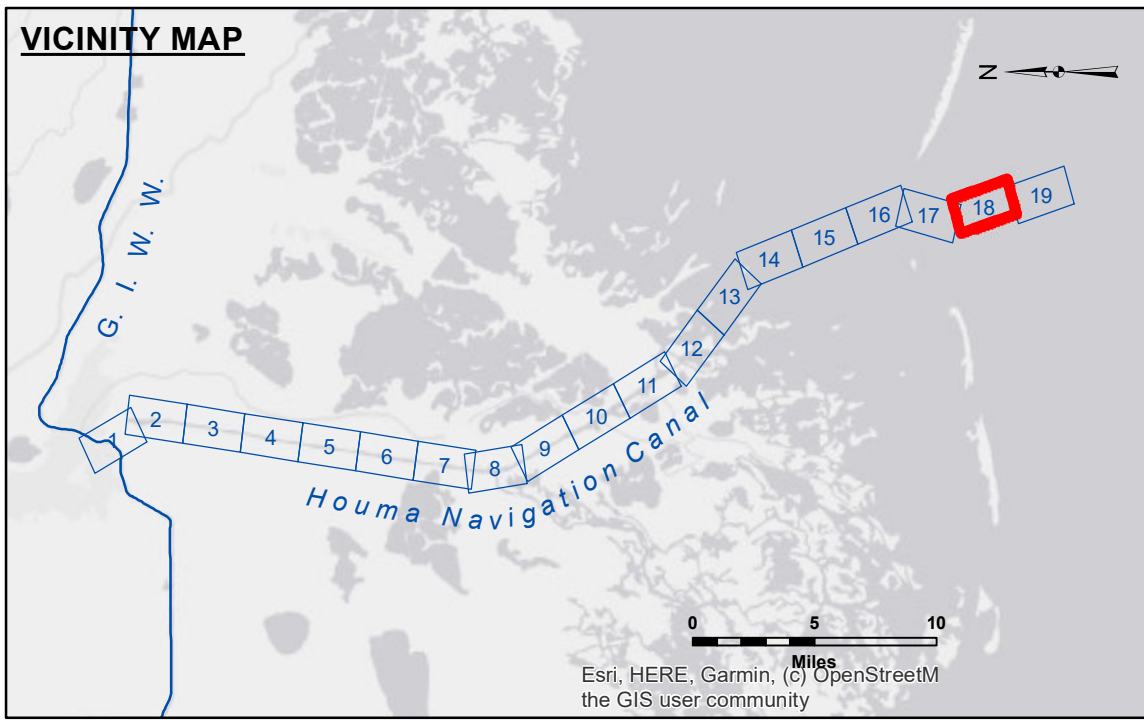 VICINITY MAP
N
G. I. W. W.
1
2
3
4
5
6
7
8
9
10
11
12
13
14
15
16
17
18
19
Houma Navigation Canal
0 5 10
Miles
Esri, HERE, Garmin, (c) OpenStreetM
the GIS user community